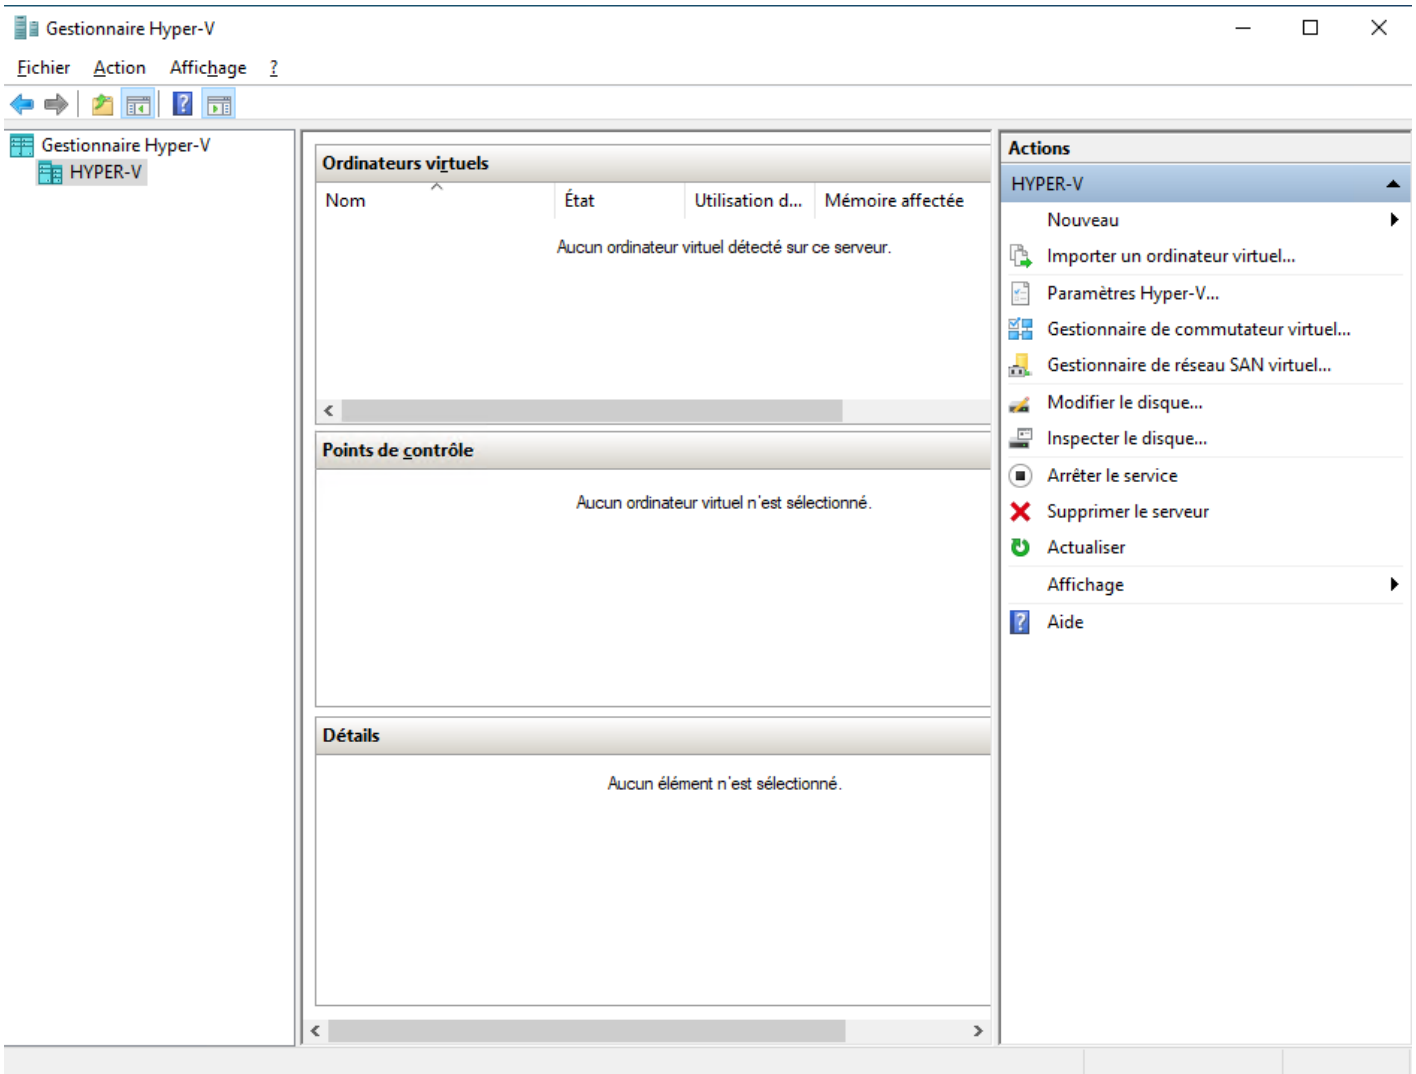 Gestionnaire Hyper-V
Fichier Action Affichage ?
Gestionnaire Hyper-V
HYPER-V
Ordinateurs virtuels
Nom État Utilisation d... Mémoire affectée
Aucun ordinateur virtuel détecté sur ce serveur.
Points de contrôle
Aucun ordinateur virtuel n'est sélectionné.
Détails
Aucun élément n'est sélectionné.
Actions
HYPER-V
Nouveau
Importer un ordinateur virtuel...
Paramètres Hyper-V...
Gestionnaire de commutateur virtuel...
Gestionnaire de réseau SAN virtuel...
Modifier le disque...
Inspecter le disque...
Arrêter le service
Supprimer le serveur
Actualiser
Affichage
Aide